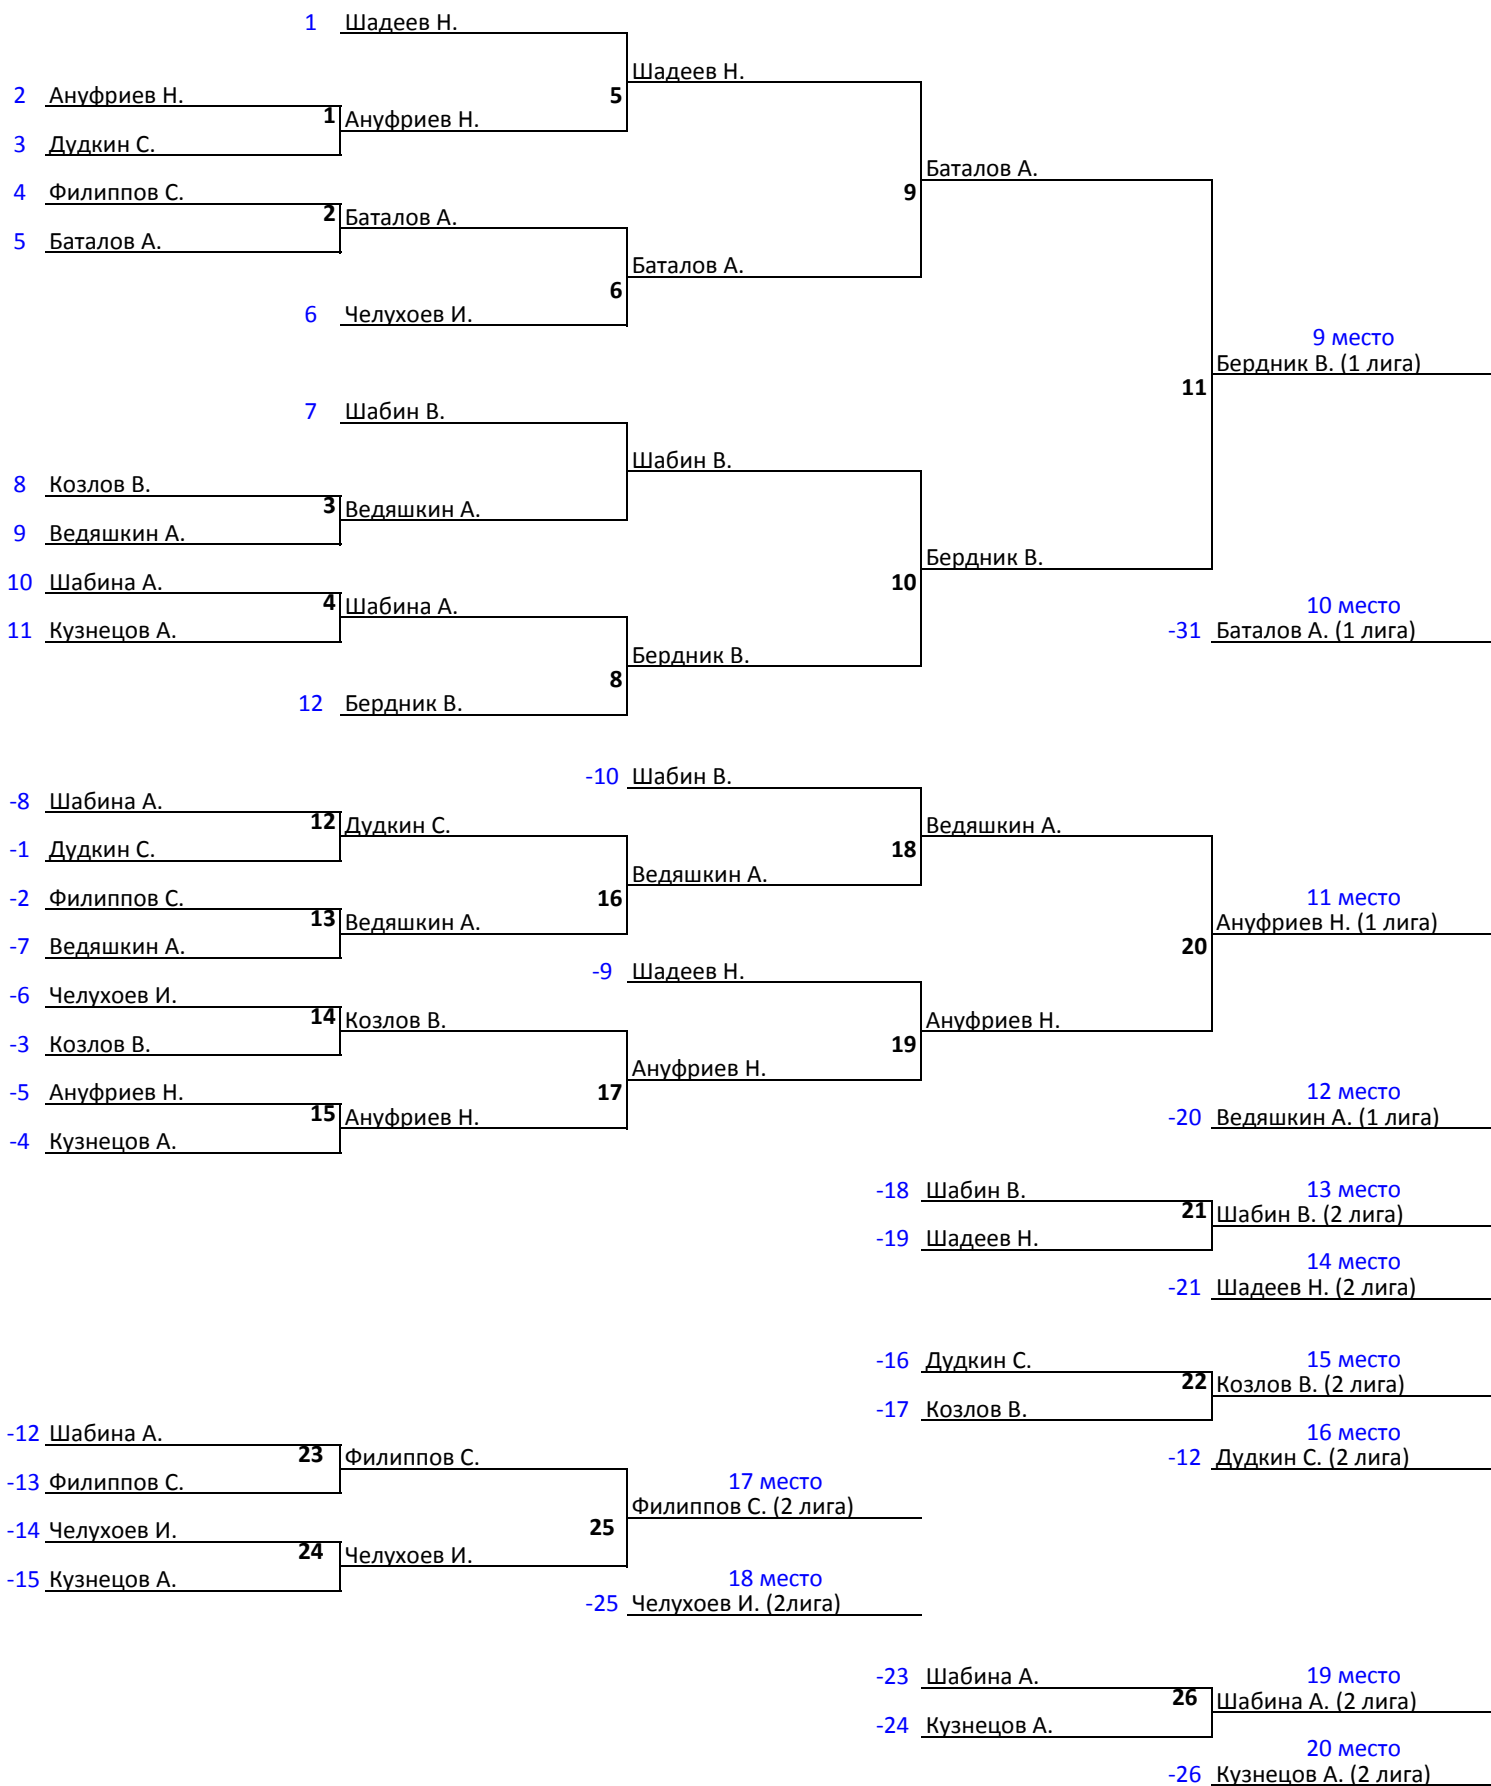 1 Шадеев Н.
Шадеев Н.
2 Ануфриев Н.
5
1 Ануфриев Н.
3 Дудкин С.
Баталов А.
4 Филиппов С.
9
2 Баталов А.
5 Баталов А.
Баталов А.
6
6 Челухоев И.
9 место
Бердник В. (1 лига)
11
7 Шабин В.
Шабин В.
8 Козлов В.
3 Ведяшкин А.
9 Ведяшкин А.
Бердник В.
10 Шабина А.
10
4 Шабина А.
10 место
11 Кузнецов А.
-31 Баталов А. (1 лига)
Бердник В.
8
12 Бердник В.
-10 Шабин В.
-8 Шабина А.
12 Дудкин С.
Ведяшкин А.
-1 Дудкин С.
18
Ведяшкин А.
-2 Филиппов С.
16
11 место
13 Ведяшкин А.
Ануфриев Н. (1 лига)
-7 Ведяшкин А.
20
-9 Шадеев Н.
-6 Челухоев И.
14 Козлов В.
Ануфриев Н.
-3 Козлов В.
19
Ануфриев Н.
-5 Ануфриев Н.
17
12 место
15 Ануфриев Н.
-20 Ведяшкин А. (1 лига)
-4 Кузнецов А.
-18 Шабин В.
13 место
21 Шабин В. (2 лига)
-19 Шадеев Н.
14 место
-21 Шадеев Н. (2 лига)
-16 Дудкин С.
15 место
22 Козлов В. (2 лига)
-17 Козлов В.
-12 Шабина А.
16 место
23 Филиппов С.
-12 Дудкин С. (2 лига)
-13 Филиппов С.
17 место
Филиппов С. (2 лига)
-14 Челухоев И.
25
24 Челухоев И.
-15 Кузнецов А.
18 место
-25 Челухоев И. (2лига)
-23 Шабина А.
19 место
26 Шабина А. (2 лига)
-24 Кузнецов А.
20 место
-26 Кузнецов А. (2 лига)